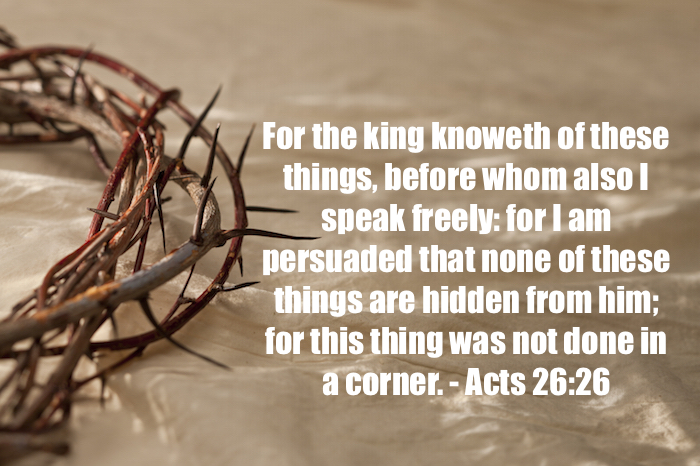 For the king knoweth of these
things, before whom also I
speak freely: for I am
persuaded that none of these
things are hidden from him;
for this thing was not done in
a corner. - Acts 26:26